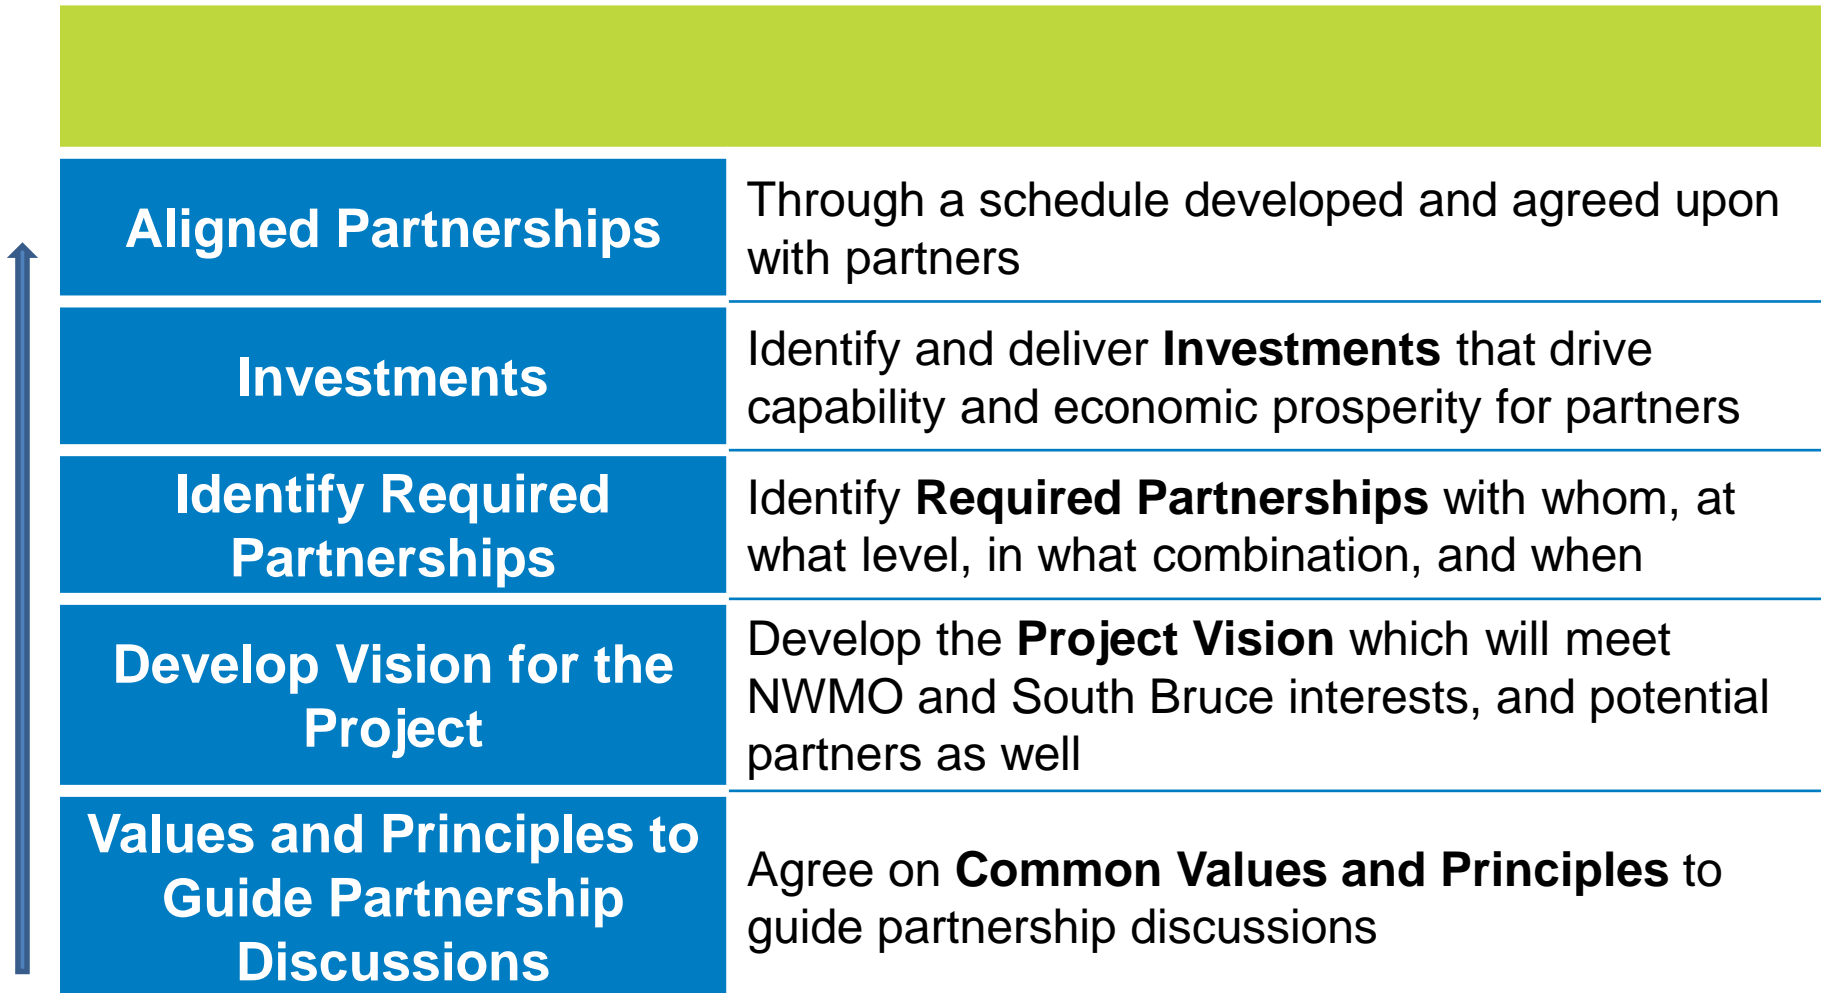 Aligned Partnerships
Through a schedule developed and agreed upon
with partners
Investments
Identify and deliver Investments that drive
capability and economic prosperity for partners
Identify Required
Partnerships
Identify Required Partnerships with whom, at
what level, in what combination, and when
Develop Vision for the
Project
Develop the Project Vision which will meet
NWMO and South Bruce interests, and potential
partners as well
Values and Principles to
Guide Partnership
Discussions
Agree on Common Values and Principles to
guide partnership discussions